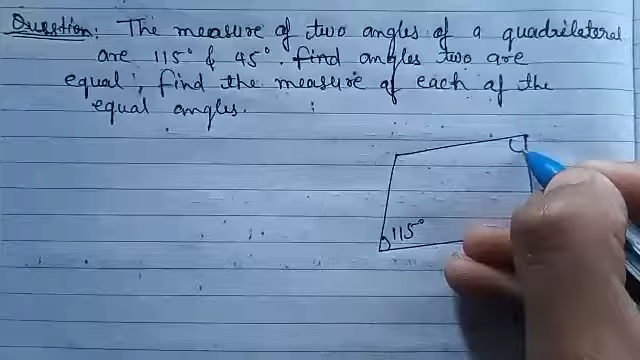 Question: The measure of two angles of a quadrilateral
are 115° & 45°. find angles two are
equal; find the measure of each of the
equal angles.
115°